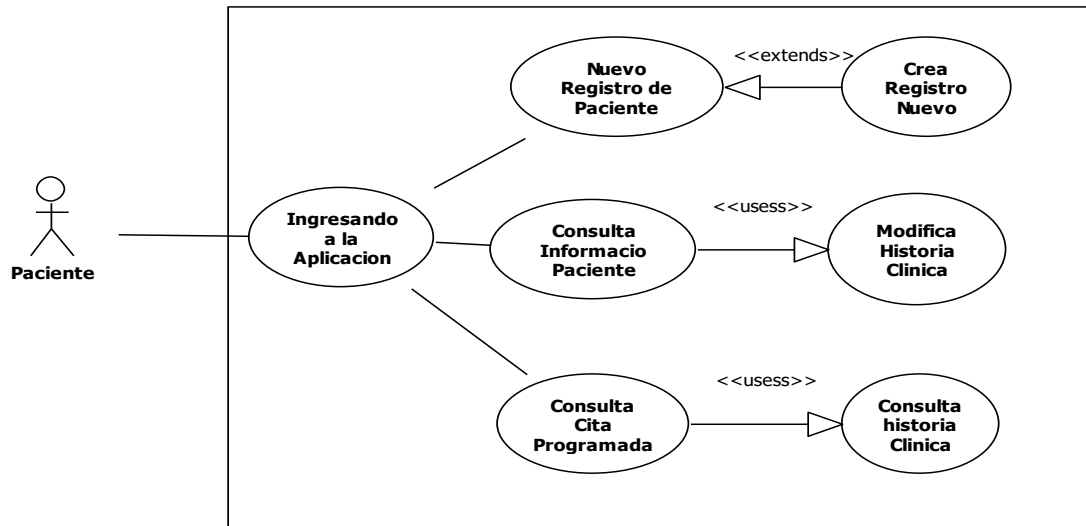 <<extends>>
Nuevo
Registro de
Paciente
Crea
Registro
Nuevo
Paciente
Ingresando
a la
Aplicacion
<<usess>>
Consulta
Informacio
Paciente
Modifica
Historia
Clinica
<<usess>>
Consulta
Cita
Programada
Consulta
historia
Clinica